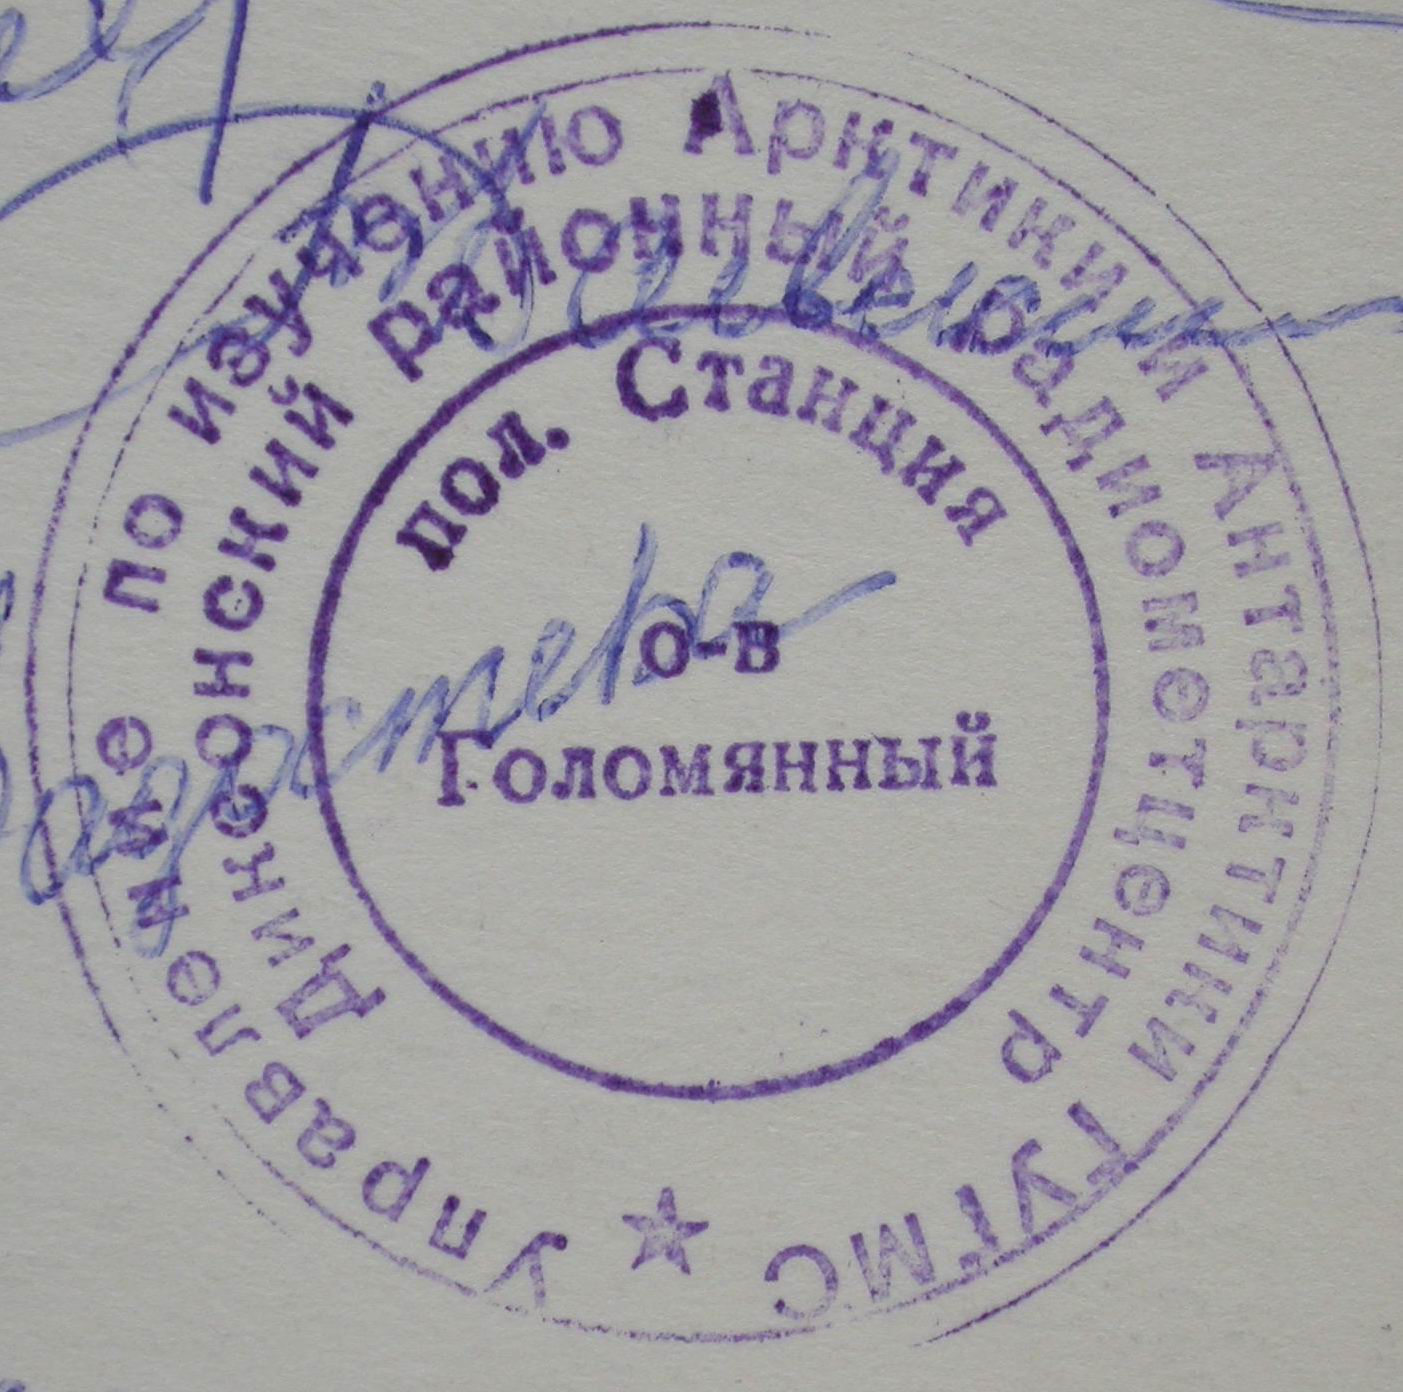 Управление по изучению Арктики и Антарктики ГУГМС
Диксонский районный радиометцентр
пол. Станция
о-в
Голомянный